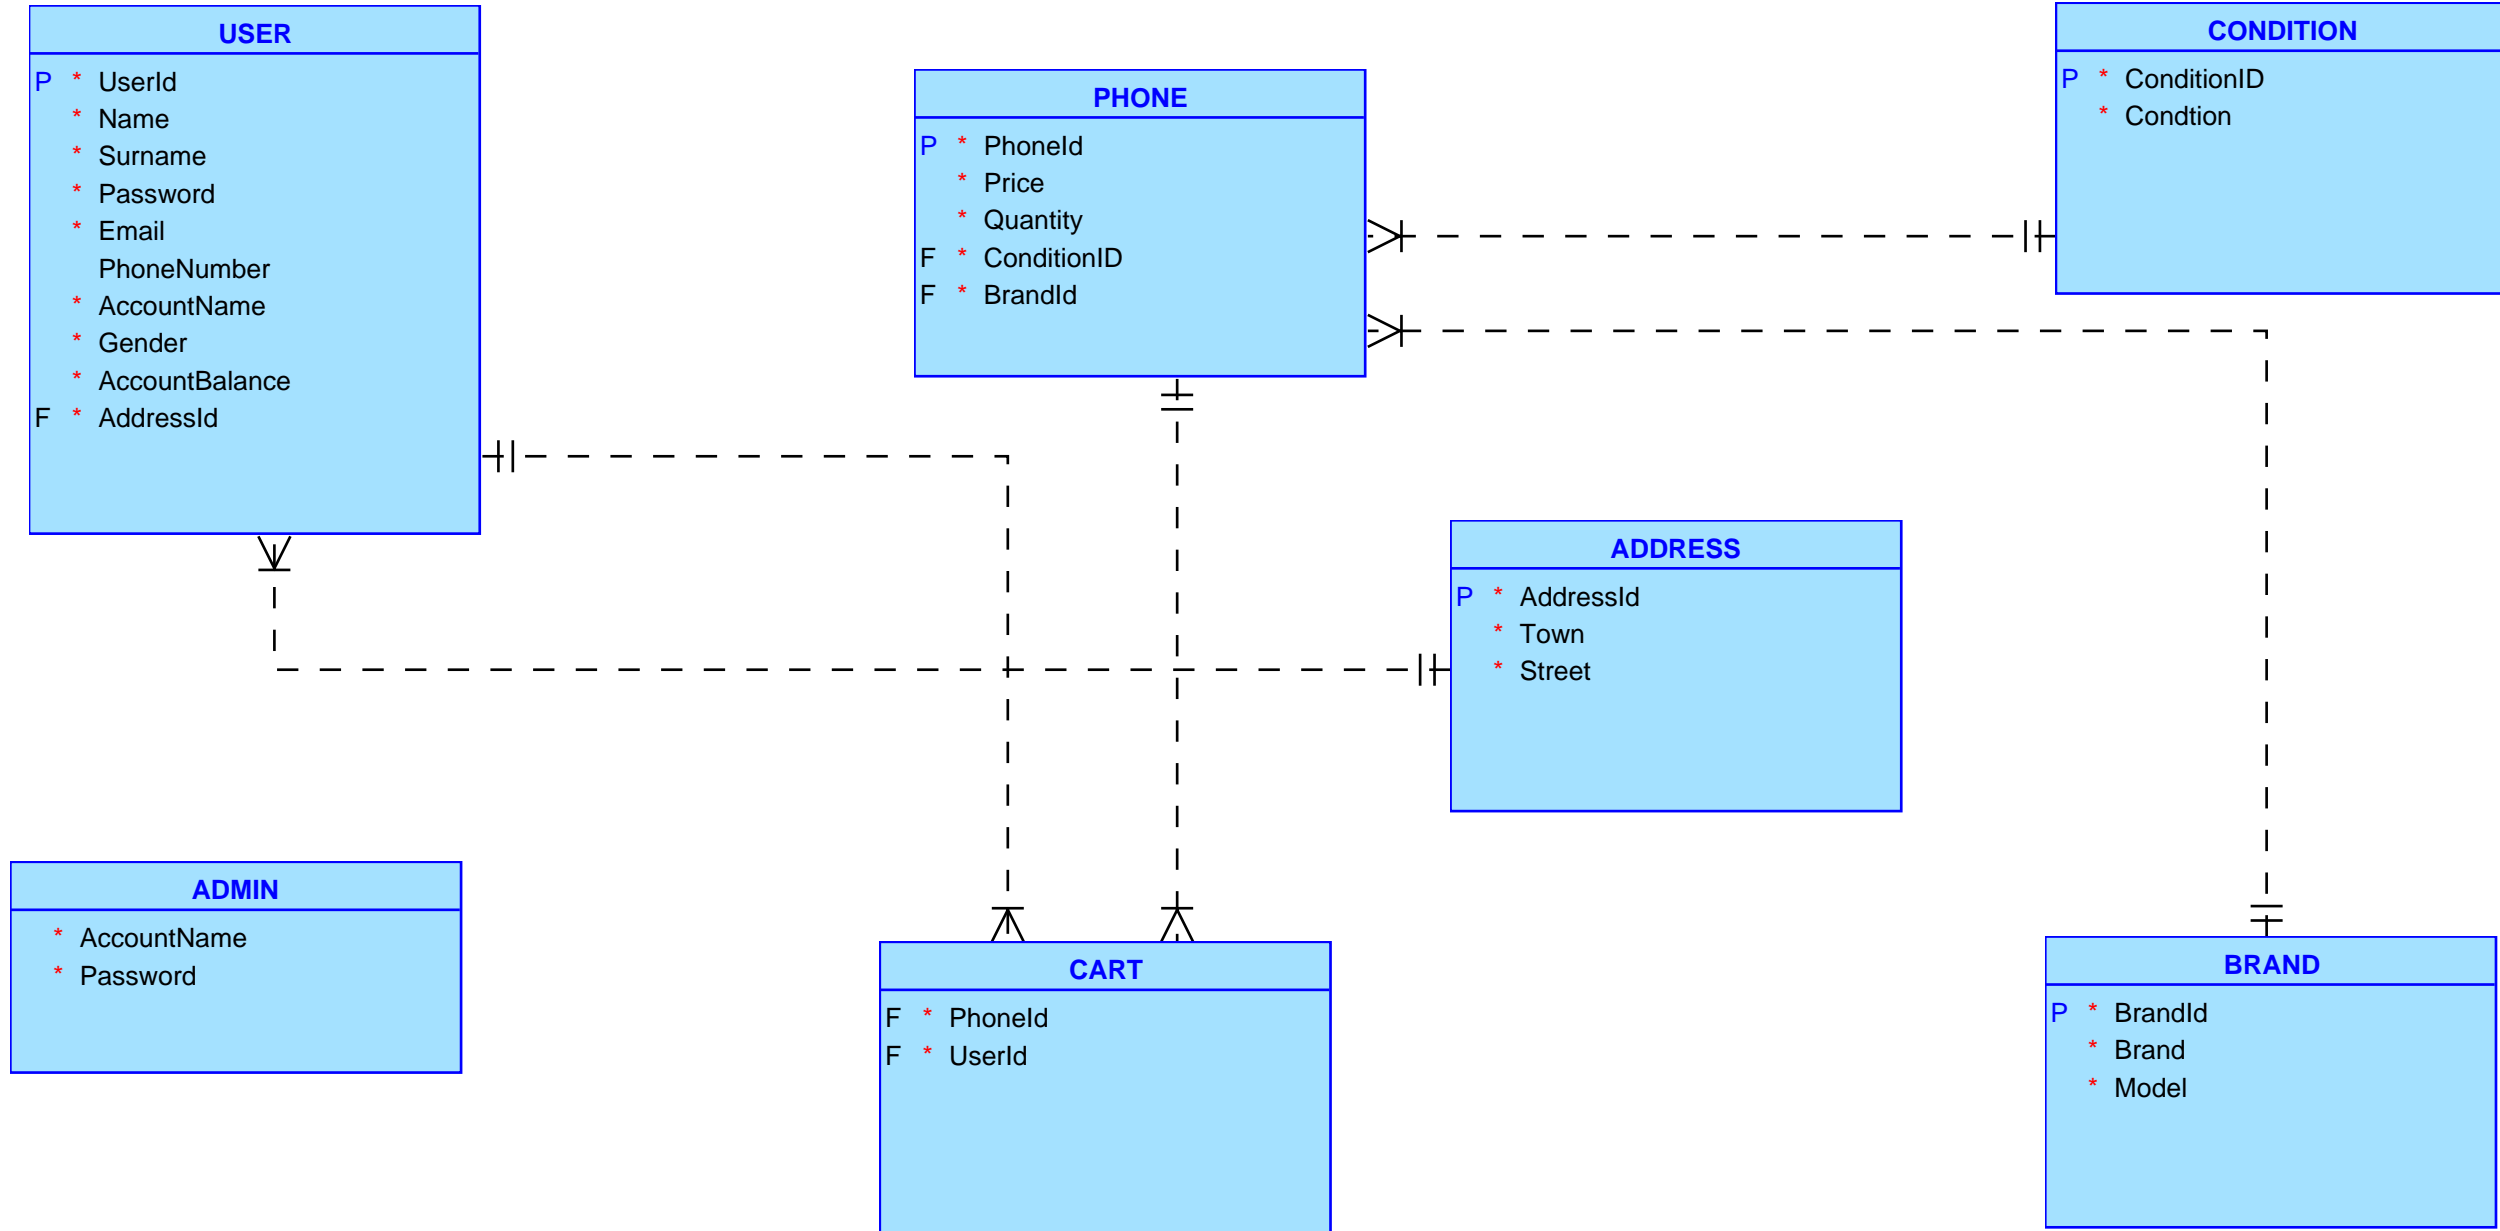 USER
P * UserId
* Name
* Surname
* Password
* Email
PhoneNumber
* AccountName
* Gender
* AccountBalance
F * AddressId
PHONE
P * PhoneId
* Price
* Quantity
F * ConditionID
F * BrandId
CONDITION
P * ConditionID
* Condtion
ADDRESS
P * AddressId
* Town
* Street
ADMIN
* AccountName
* Password
CART
F * PhoneId
F * UserId
BRAND
P * BrandId
* Brand
* Model